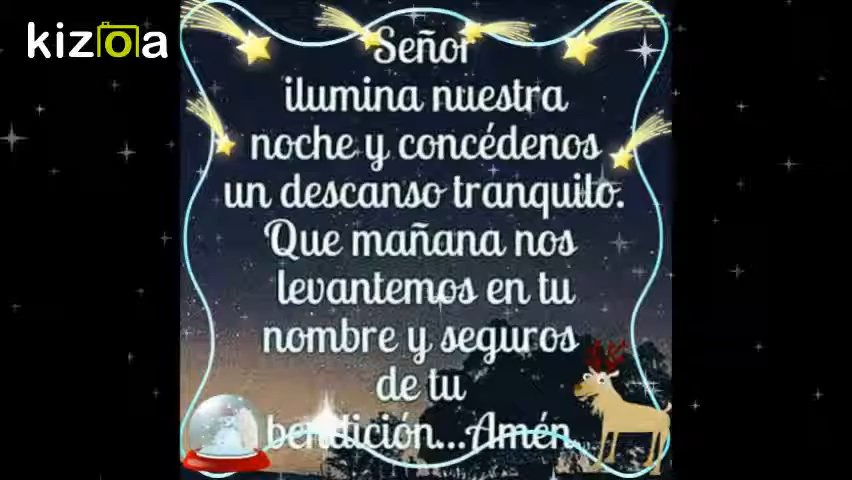 kizoa
Señor
ilumina nuestra
noche y concédenos
un descanso tranquilo.
Que mañana nos
levantemos en tu
nombre y seguros
de tu
bendición...Amén.